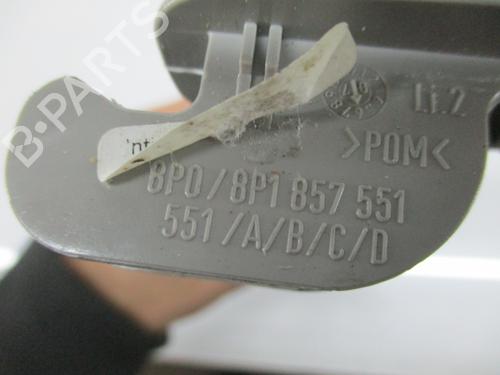 B-PARTS
Li.2
>POM<
8P0/8P1 857 551
551/A/B/C/D